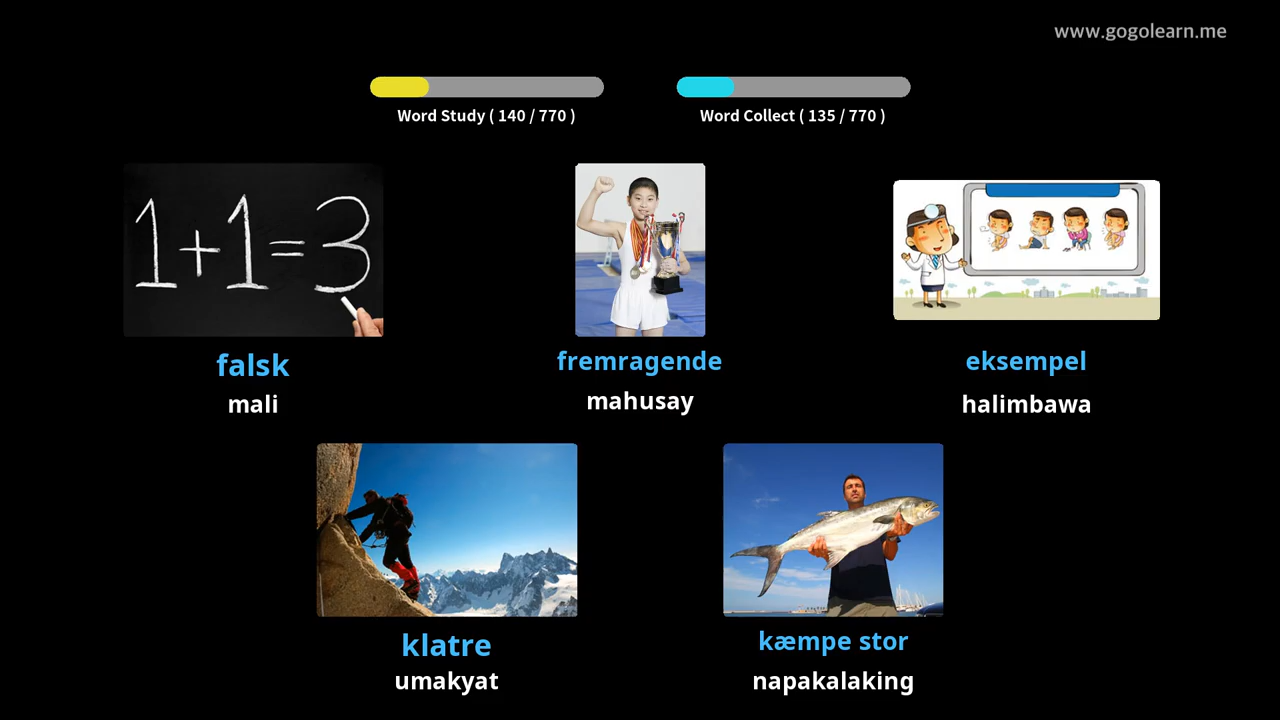 www.gogolearn.me
Word Study ( 140 / 770 )
Word Collect ( 135 / 770 )
1+1=3
falsk
mali
fremragende
mahusay
eksempel
halimbawa
klatre
umakyat
kæmpe stor
napakalaking